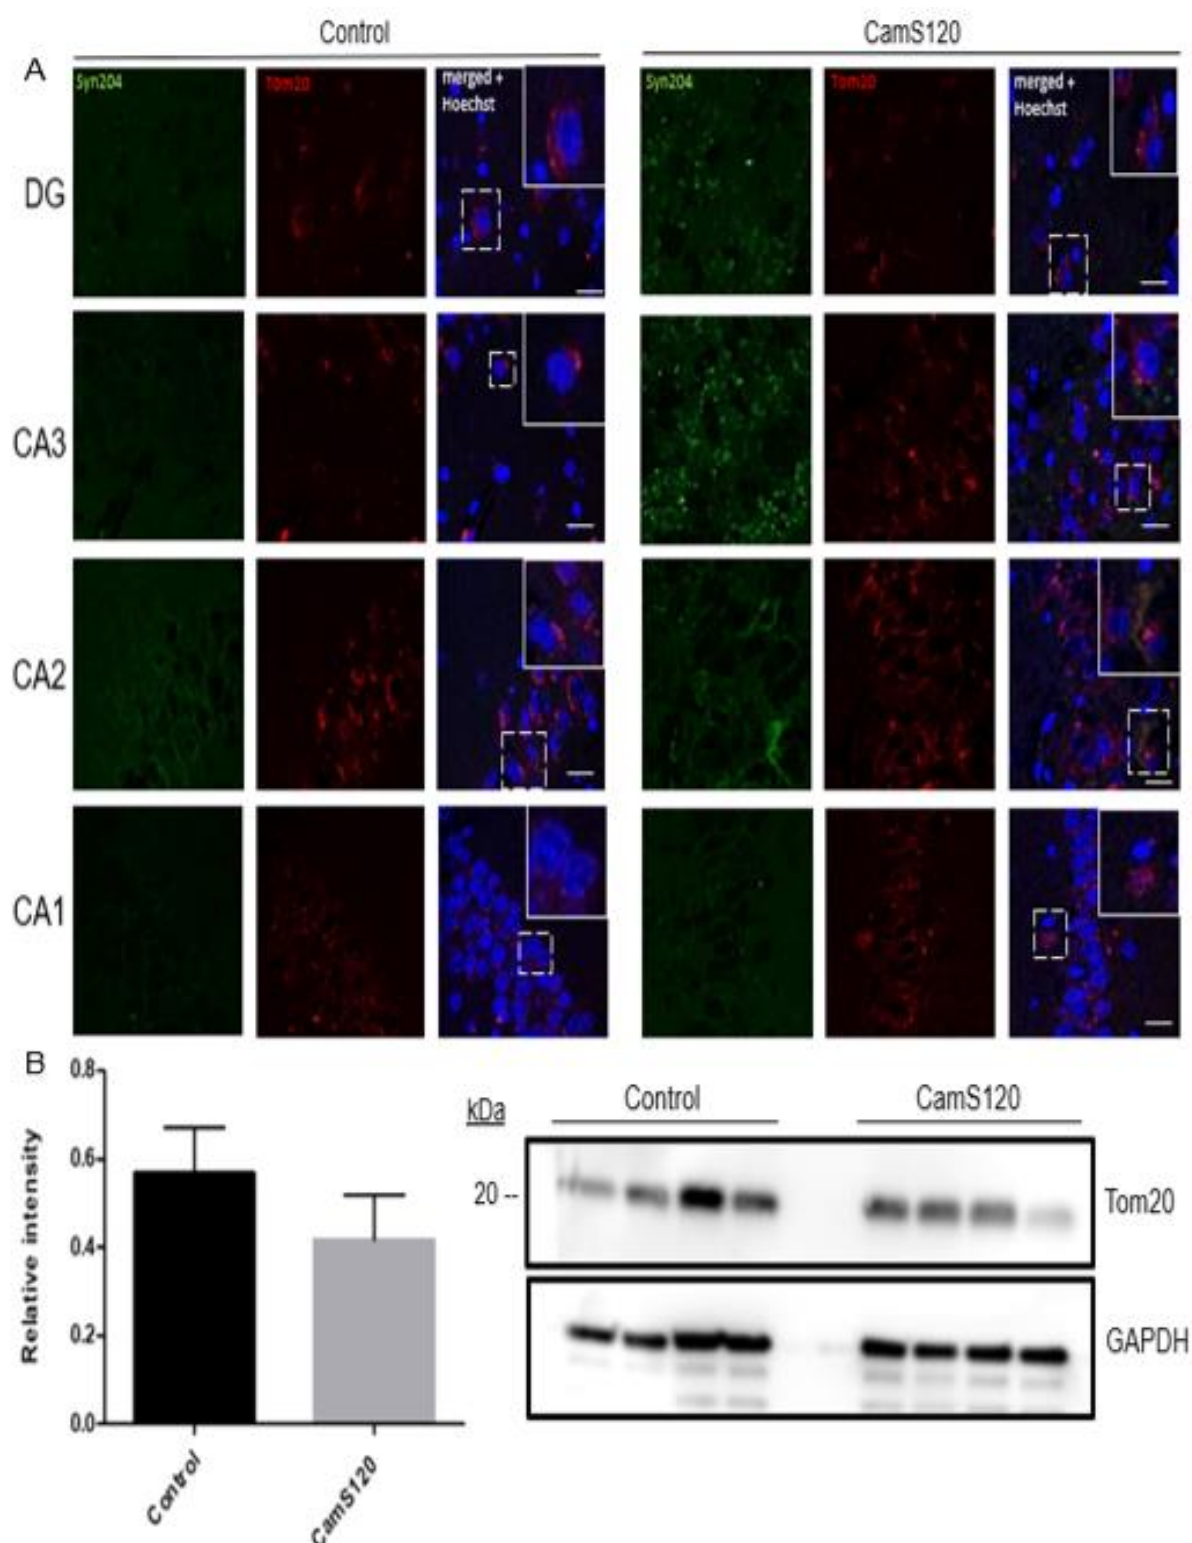 Control CamS120
A
Syn204 Tom20 merged +
Hoechst
Syn204 Tom20 merged +
Hoechst
DG
CA3
CA2
CA1
B
Relative intensity
0.8
0.6
0.4
0.2
0.0
Control
CamS120
kDa
Control CamS120
20 --
Tom20
GAPDH